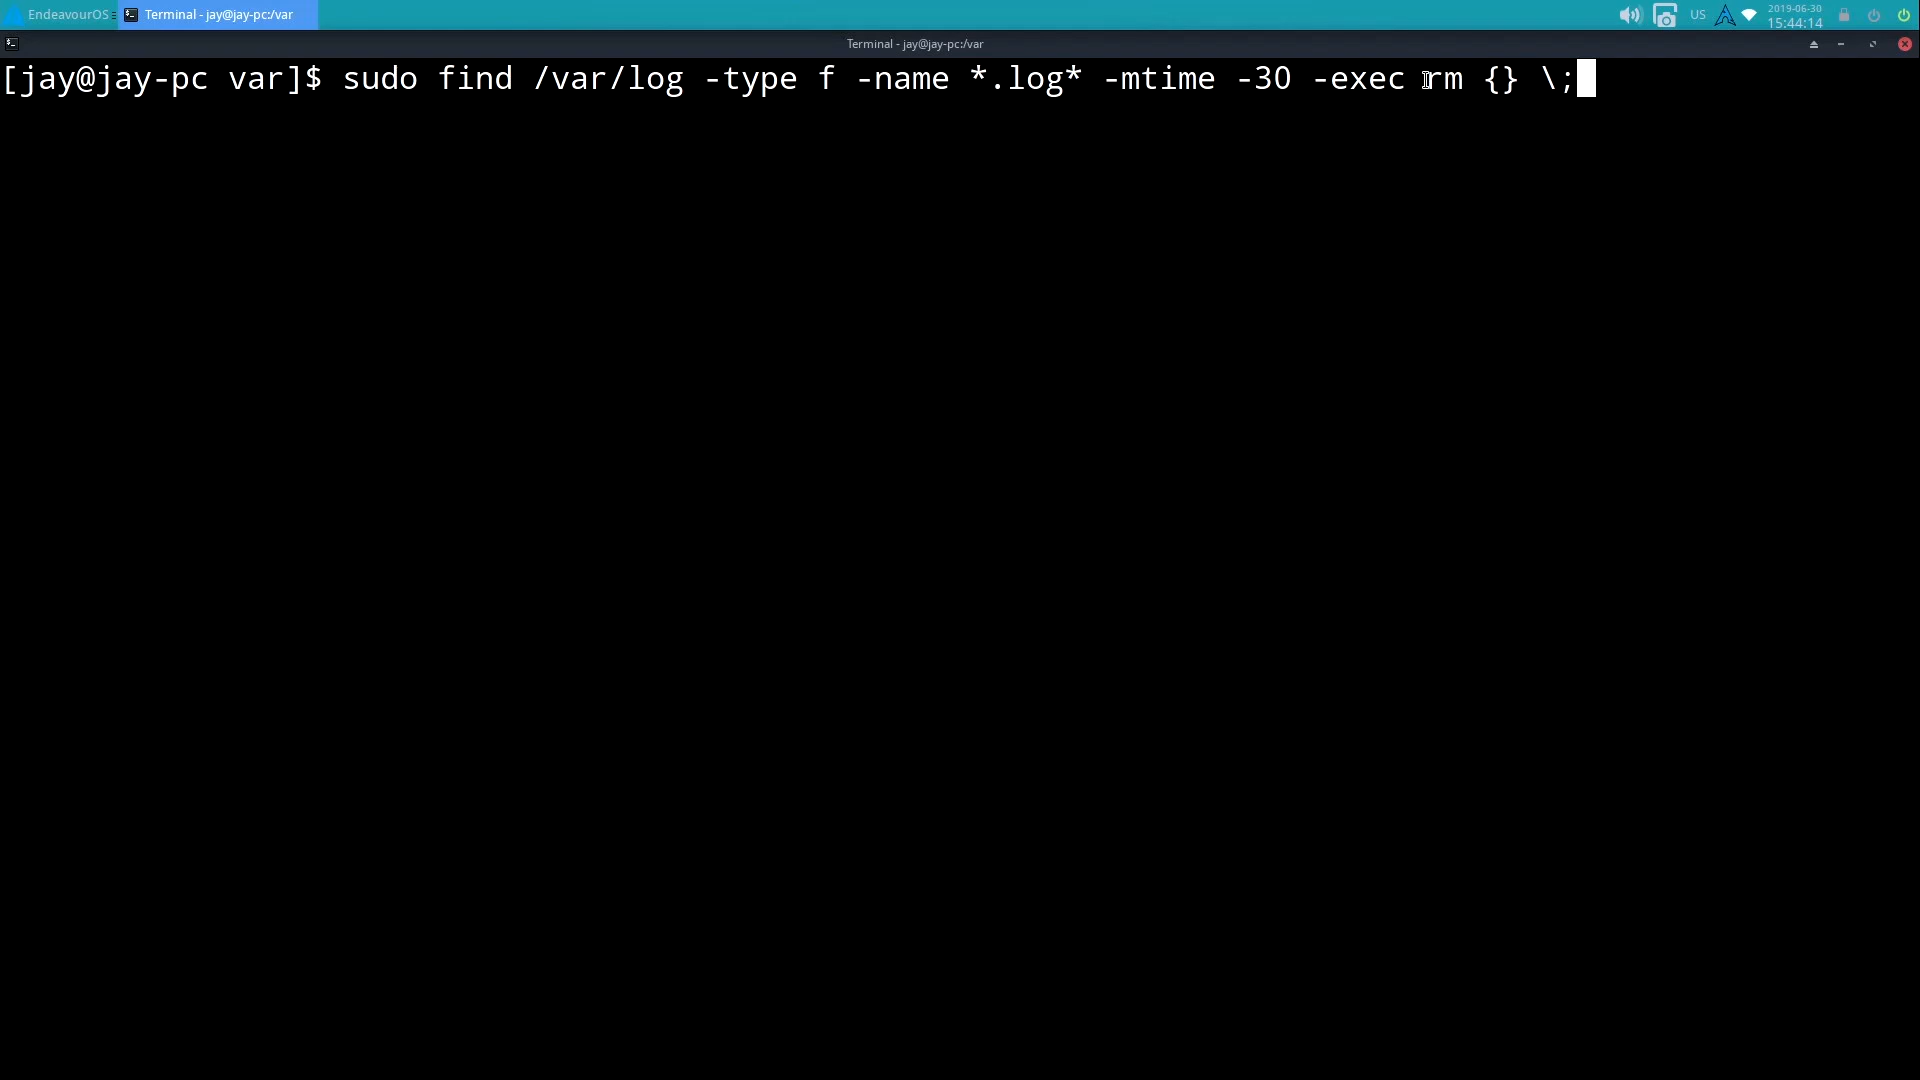 EndeavourOS
Terminal - jay@jay-pc:/var
US
2019-06-30
15:44:14
Terminal - jay@jay-pc:/var
[jay@jay-pc var]$ sudo find /var/log -type f -name *.log* -mtime -30 -exec rm {} \;